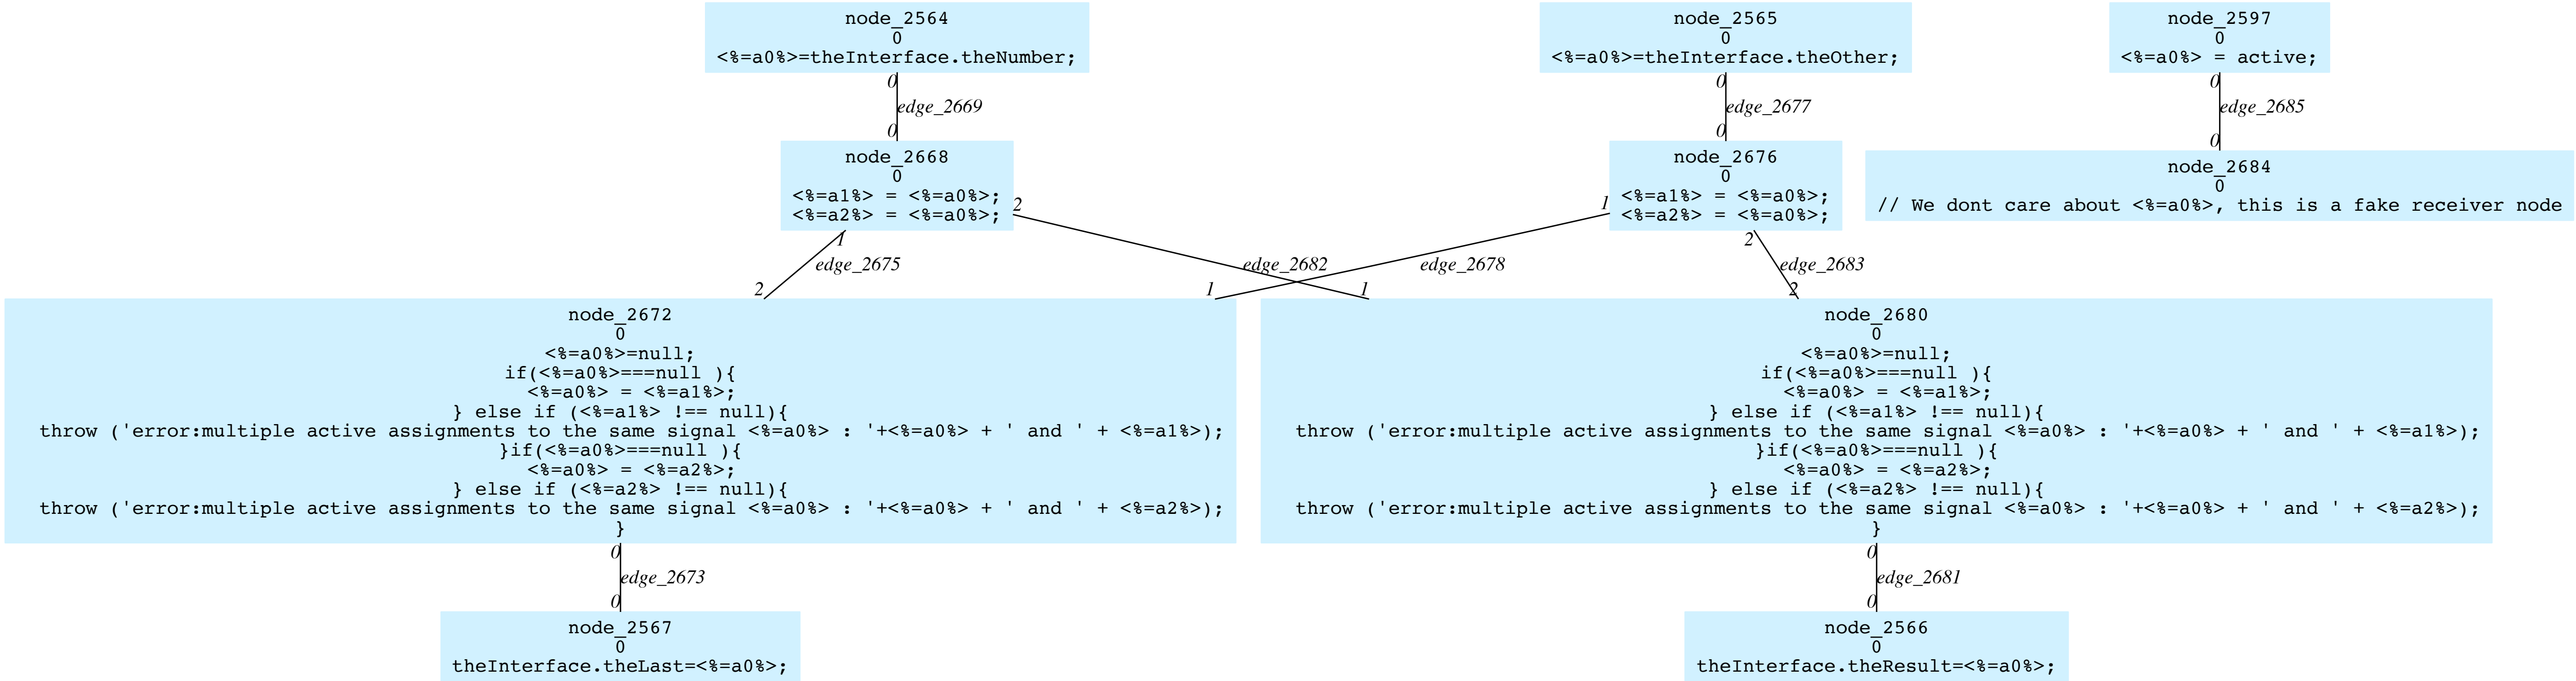 node_2564
0
<%=a0%>=theInterface.theNumber;
node_2565
0
<%=a0%>=theInterface.theOther;
node_2597
0
<%=a0%> = active;
0
edge_2669
0
0
edge_2677
0
0
edge_2685
0
node_2668
0
<%=a1%> = <%=a0%>;
<%=a2%> = <%=a0%>;
node_2676
0
<%=a1%> = <%=a0%>;
<%=a2%> = <%=a0%>;
node_2684
0
// We dont care about <%=a0%>, this is a fake receiver node
1
edge_2675
2
2
edge_2682
1
1
edge_2678
1
2
edge_2683
2
node_2672
0
<%=a0%>=null;
if(<%=a0%>===null ){
<%=a0%> = <%=a1%>;
} else if (<%=a1%> !== null){
throw ('error:multiple active assignments to the same signal <%=a0%> : '+<%=a0%> + ' and ' + <%=a1%>);
}if(<%=a0%>===null ){
<%=a0%> = <%=a2%>;
} else if (<%=a2%> !== null){
throw ('error:multiple active assignments to the same signal <%=a0%> : '+<%=a0%> + ' and ' + <%=a2%>);
}
node_2680
0
<%=a0%>=null;
if(<%=a0%>===null ){
<%=a0%> = <%=a1%>;
} else if (<%=a1%> !== null){
throw ('error:multiple active assignments to the same signal <%=a0%> : '+<%=a0%> + ' and ' + <%=a1%>);
}if(<%=a0%>===null ){
<%=a0%> = <%=a2%>;
} else if (<%=a2%> !== null){
throw ('error:multiple active assignments to the same signal <%=a0%> : '+<%=a0%> + ' and ' + <%=a2%>);
}
0
edge_2673
0
0
edge_2681
0
node_2567
0
theInterface.theLast=<%=a0%>;
node_2566
0
theInterface.theResult=<%=a0%>;